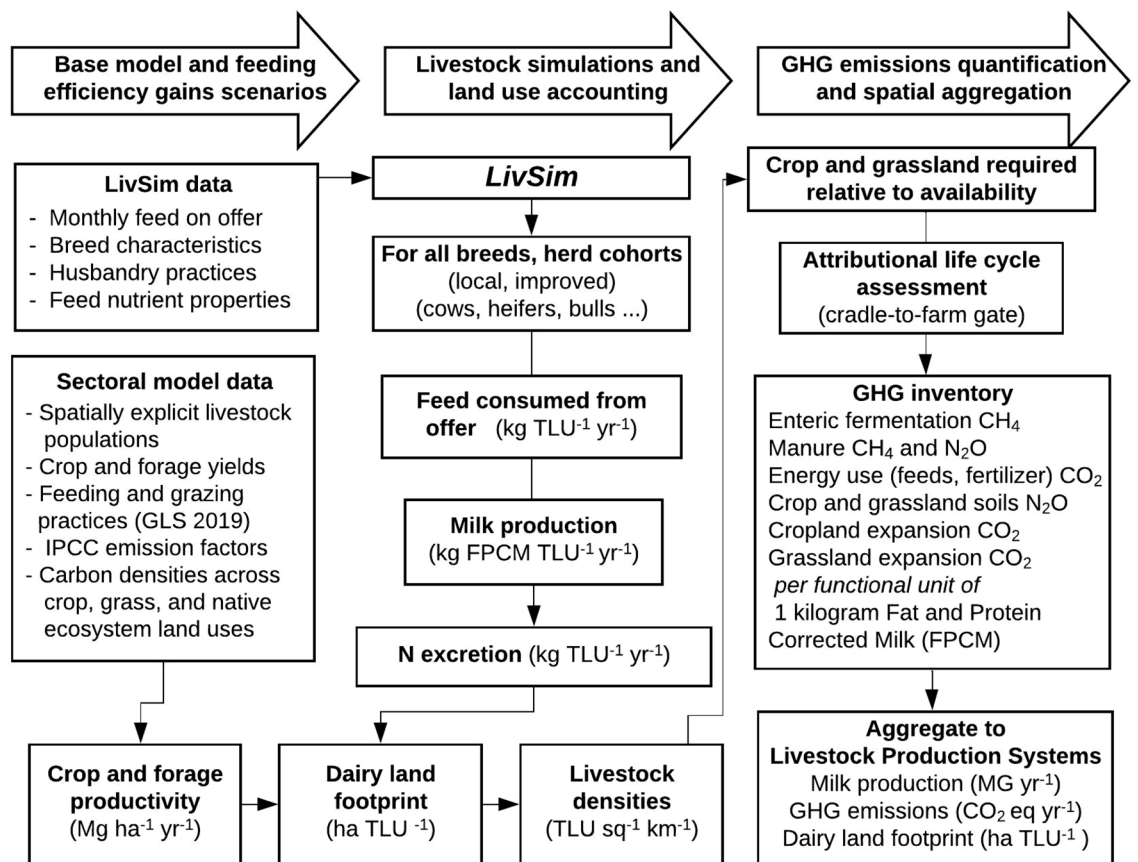 Base model and feeding
efficiency gains scenarios
Livestock simulations and
land use accounting
GHG emissions quantification
and spatial aggregation
LivSim data
- Monthly feed on offer
- Breed characteristics
- Husbandry practices
- Feed nutrient properties
Sectoral model data
- Spatially explicit livestock
populations
- Crop and forage yields
- Feeding and grazing
practices (GLS 2019)
- IPCC emission factors
- Carbon densities across
crop, grass, and native
ecosystem land uses
Crop and forage
productivity
(Mg ha⁻¹ yr⁻¹)
LivSim
For all breeds, herd cohorts
(local, improved)
(cows, heifers, bulls ...)
Feed consumed from
offer (kg TLU⁻¹ yr⁻¹)
Milk production
(kg FPCM TLU⁻¹ yr⁻¹)
N excretion (kg TLU⁻¹ yr⁻¹)
Dairy land
footprint
(ha TLU ⁻¹)
Livestock
densities
(TLU sq⁻¹ km⁻¹)
Crop and grassland required
relative to availability
Attributional life cycle
assessment
(cradle-to-farm gate)
GHG inventory
Enteric fermentation CH₄
Manure CH₄ and N₂O
Energy use (feeds, fertilizer) CO₂
Crop and grassland soils N₂O
Cropland expansion CO₂
Grassland expansion CO₂
per functional unit of
1 kilogram Fat and Protein
Corrected Milk (FPCM)
Aggregate to
Livestock Production Systems
Milk production (MG yr⁻¹)
GHG emissions (CO₂ eq yr⁻¹)
Dairy land footprint (ha TLU⁻¹ )